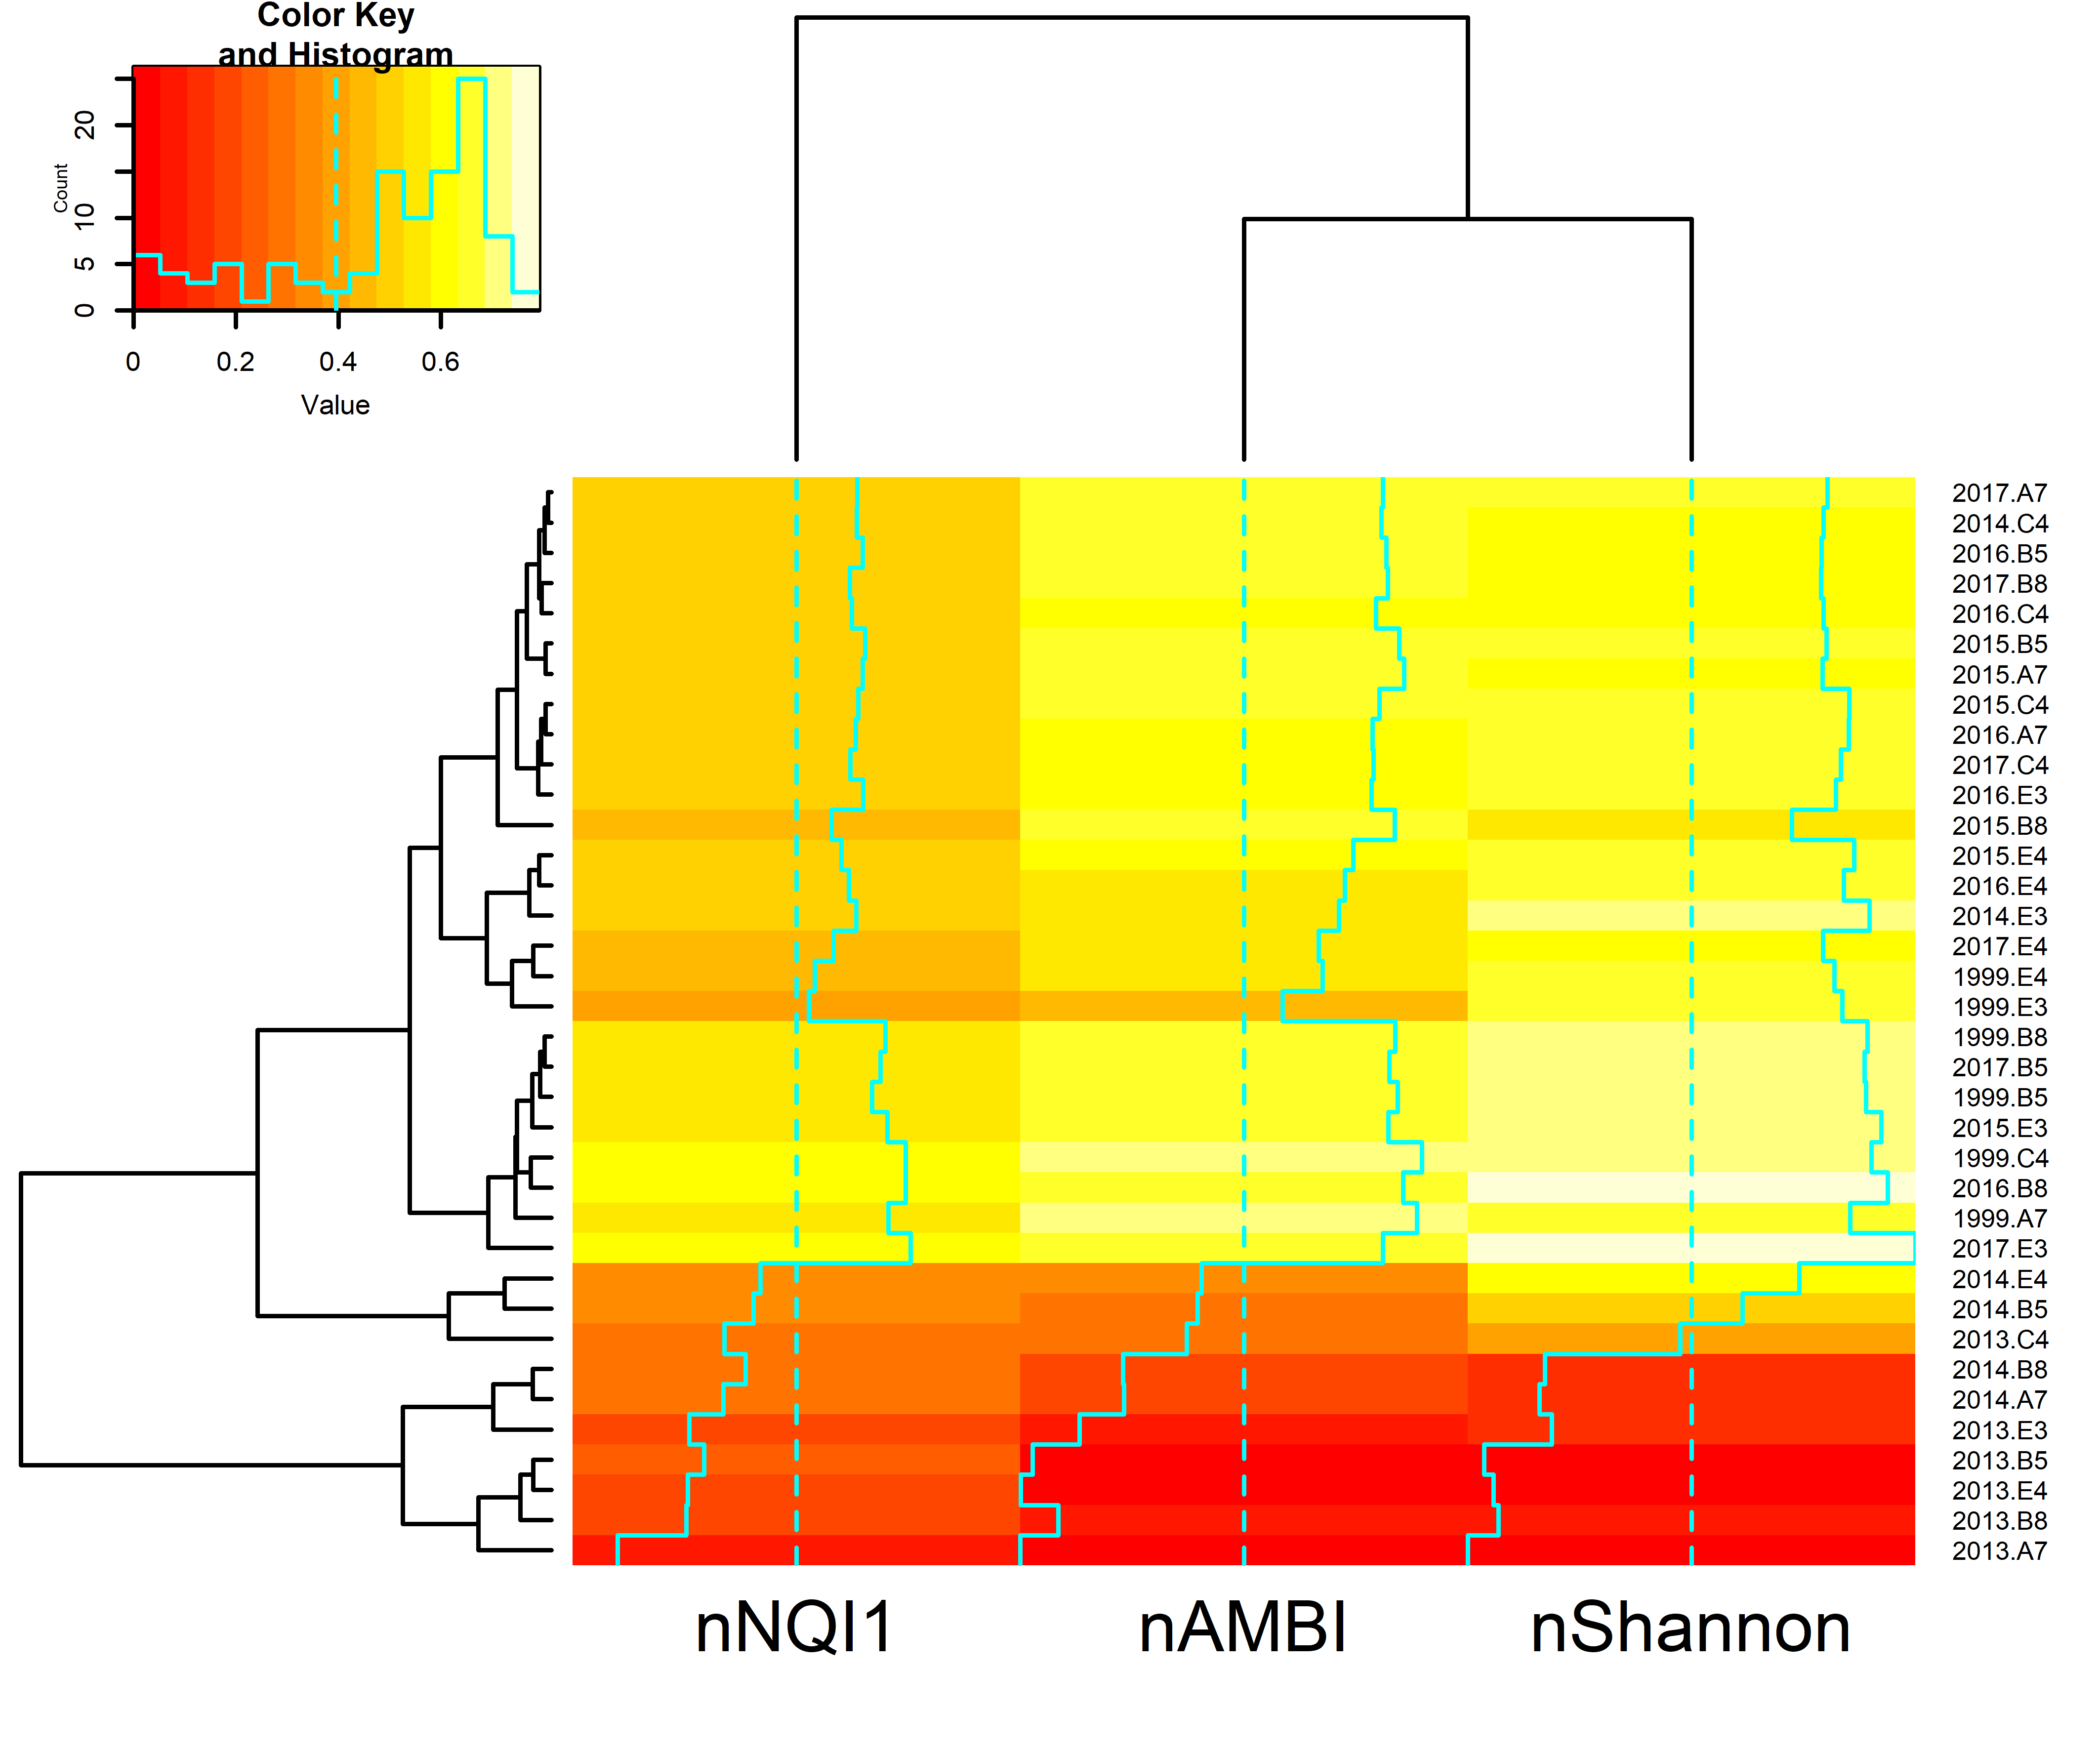 Color Key
and Histogram
Count
0
5
10
20
0 0.2 0.4 0.6
Value
2017.A7
2014.C4
2016.B5
2017.B8
2016.C4
2015.B5
2015.A7
2015.C4
2016.A7
2017.C4
2016.E3
2015.B8
2015.E4
2016.E4
2014.E3
2017.E4
1999.E4
1999.E3
1999.B8
2017.B5
1999.B5
2015.E3
1999.C4
2016.B8
1999.A7
2017.E3
2014.E4
2014.B5
2013.C4
2014.B8
2014.A7
2013.E3
2013.B5
2013.E4
2013.B8
2013.A7
nNQI1 nAMBI nShannon